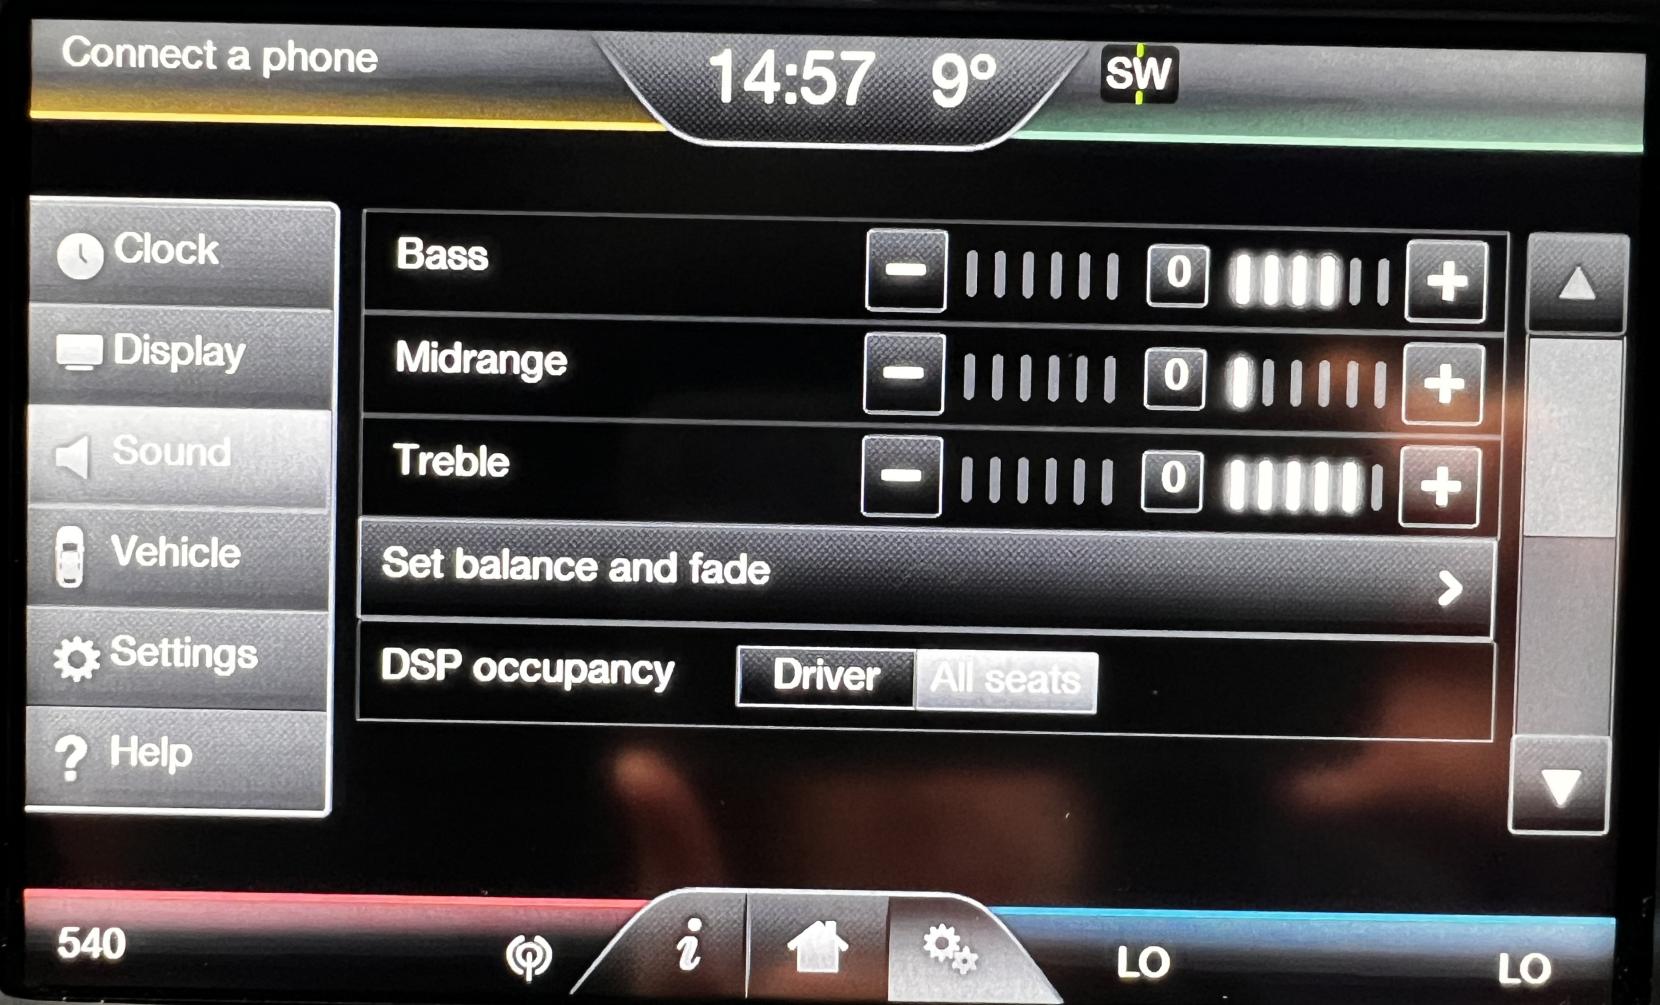 Connect a phone
14:57 9°
SW
Clock
Display
Sound
Vehicle
Settings
Help
Bass - 0 +
Midrange - 0 +
Treble - 0 +
Set balance and fade >
DSP occupancy Driver All seats
540
i
LO
LO